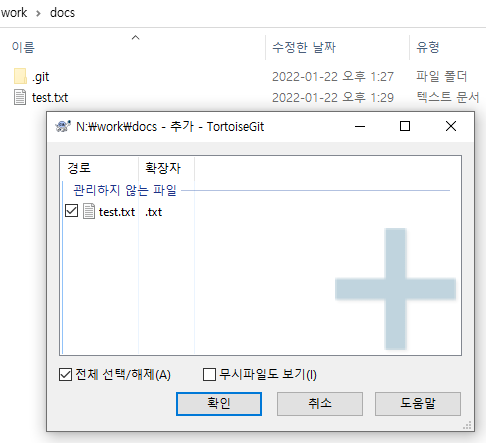 work > docs
이름 수정한 날짜 유형
.git 2022-01-22 오후 1:27 파일 폴더
test.txt 2022-01-22 오후 1:29 텍스트 문서
N:₩work₩docs - 추가 - TortoiseGit
경로 확장자
관리하지 않는 파일
test.txt .txt
전체 선택/해제(A) 무시파일도 보기(I)
확인 취소 도움말